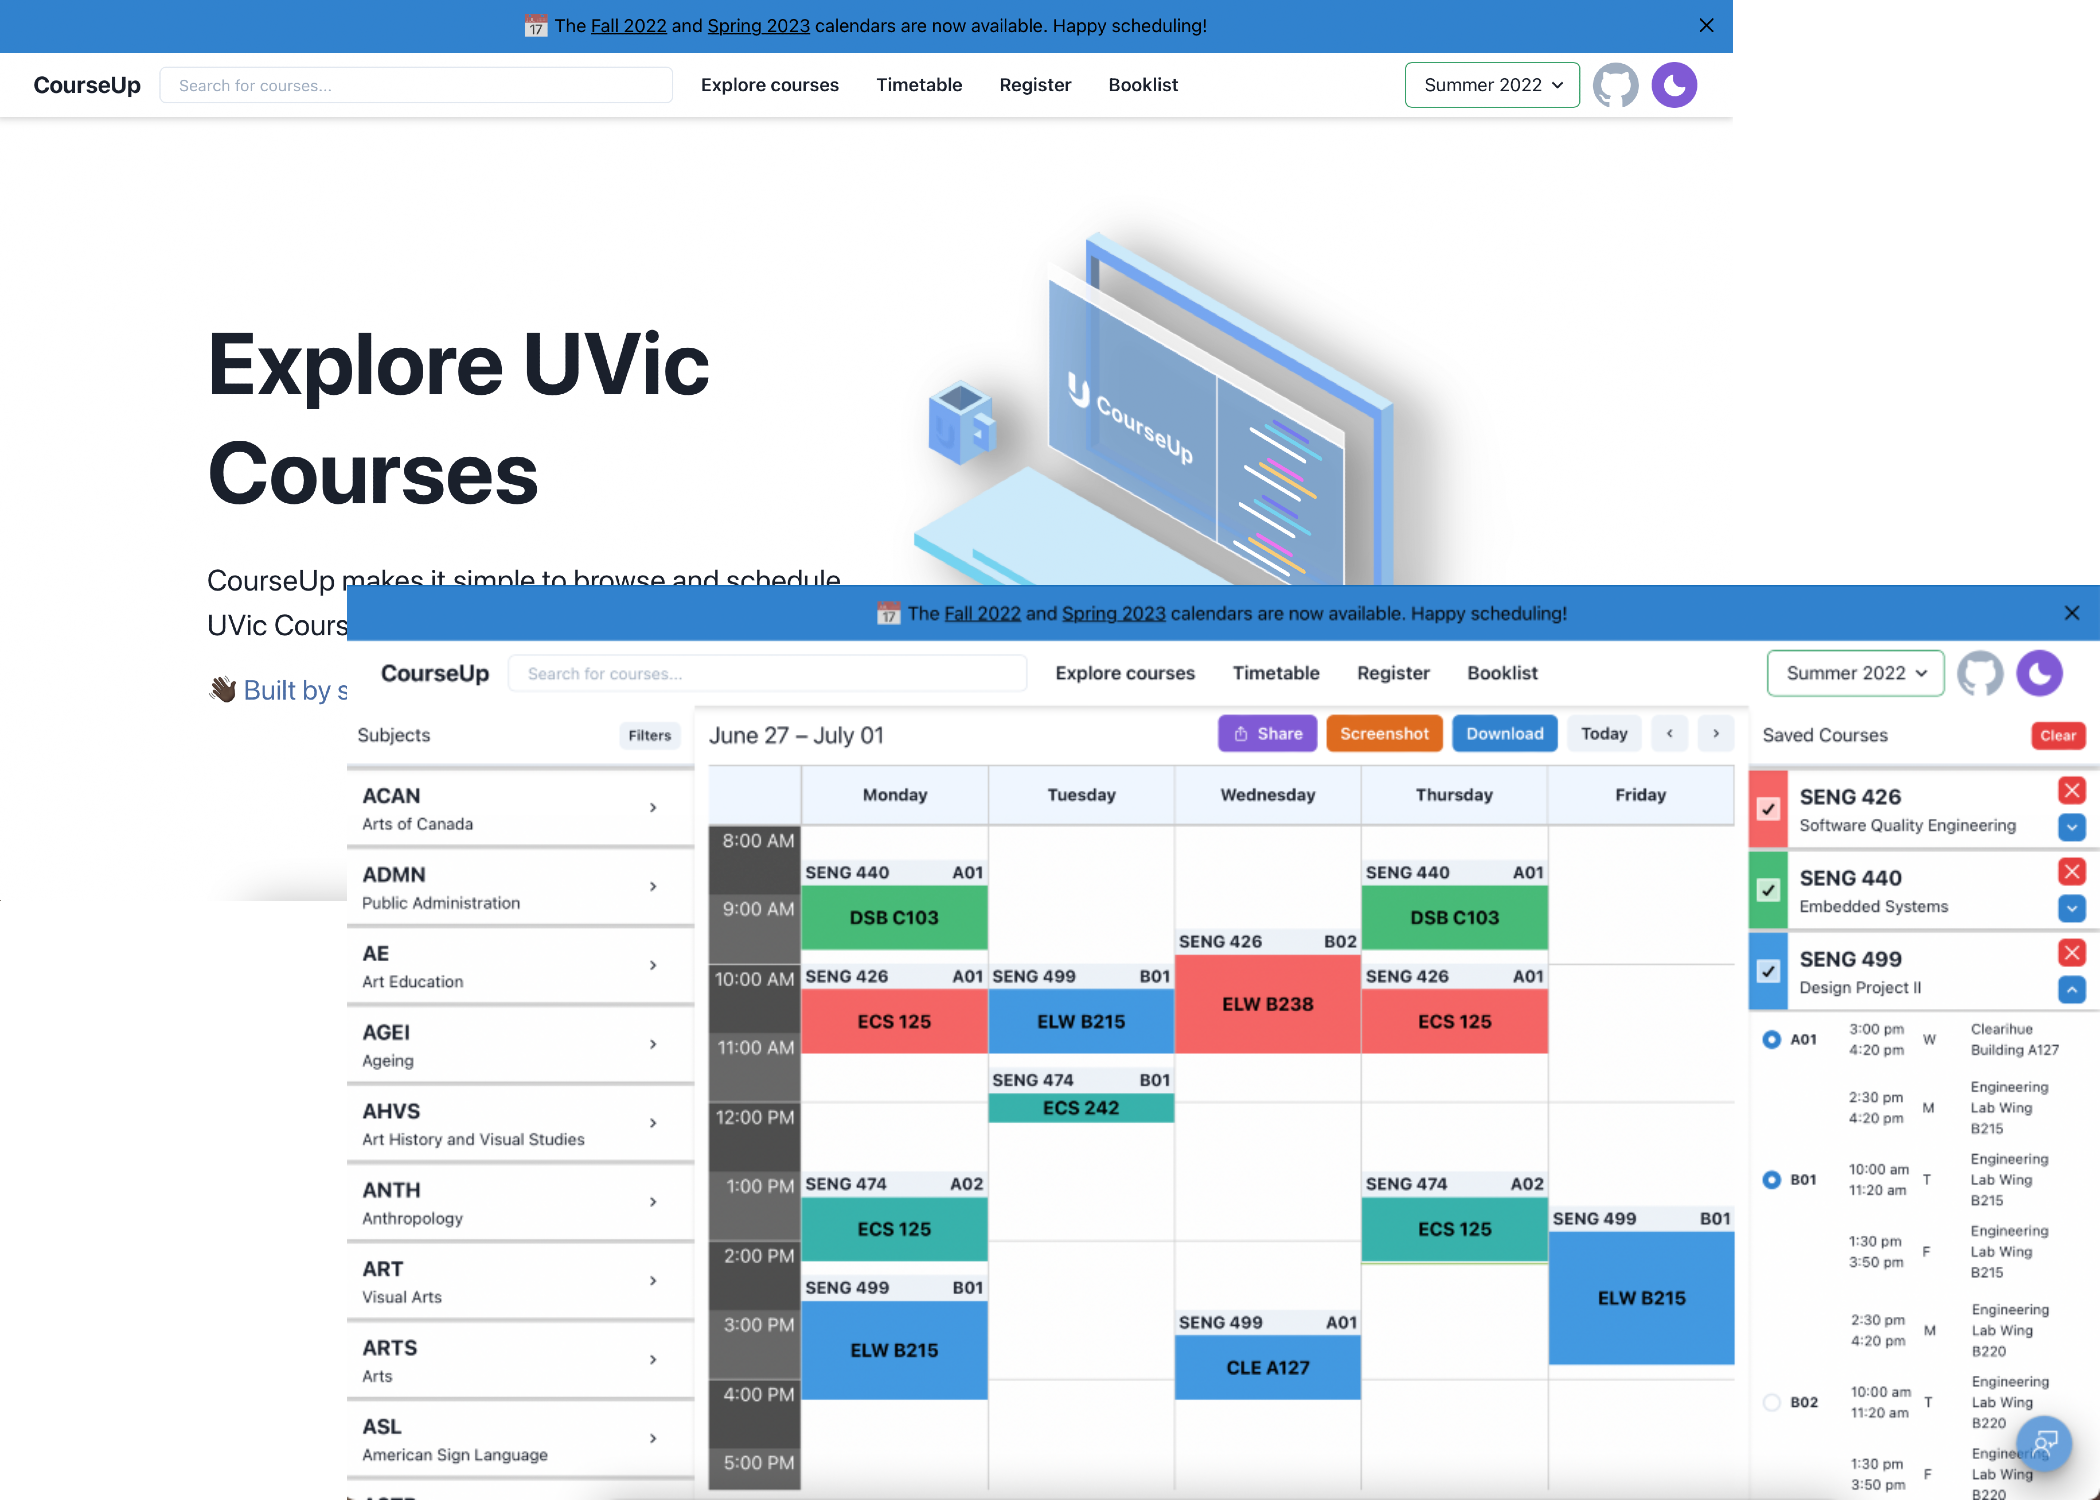 17 The Fall 2022 and Spring 2023 calendars are now available. Happy scheduling!
CourseUp Search for courses... Explore courses Timetable Register Booklist Summer 2022
Explore UVic
Courses
CourseUp makes it simple to browse and schedule
UVic Cours
Built by s
CourseUp
17 The Fall 2022 and Spring 2023 calendars are now available. Happy scheduling!
CourseUp Search for courses... Explore courses Timetable Register Booklist Summer 2022
Subjects Filters
ACAN
Arts of Canada
ADMN
Public Administration
AE
Art Education
AGEI
Ageing
AHVS
Art History and Visual Studies
ANTH
Anthropology
ART
Visual Arts
ARTS
Arts
ASL
American Sign Language
June 27 – July 01 Share Screenshot Download Today
Monday Tuesday Wednesday Thursday Friday
8:00 AM
SENG 440 A01 SENG 440 A01
9:00 AM DSB C103 DSB C103
SENG 426 B02
10:00 AM SENG 426 A01 SENG 499 B01 SENG 426 A01
ELW B238
ECS 125 ELW B215 ECS 125
11:00 AM
SENG 474 B01
ECS 242
12:00 PM
1:00 PM SENG 474 A02 SENG 474 A02
SENG 499 B01
ECS 125 ECS 125
2:00 PM
SENG 499 B01 ELW B215
3:00 PM SENG 499 A01
ELW B215 CLE A127
4:00 PM
5:00 PM
Saved Courses Clear
SENG 426
Software Quality Engineering
SENG 440
Embedded Systems
SENG 499
Design Project II
A01 3:00 pm 4:20 pm W Clearihue Building A127
2:30 pm 4:20 pm M Engineering Lab Wing B215
B01 10:00 am 11:20 am T Engineering Lab Wing B215
1:30 pm 3:50 pm F Engineering Lab Wing B215
2:30 pm 4:20 pm M Engineering Lab Wing B220
B02 10:00 am 11:20 am T Engineering Lab Wing B220
1:30 pm 3:50 pm F Engineering Lab Wing B220